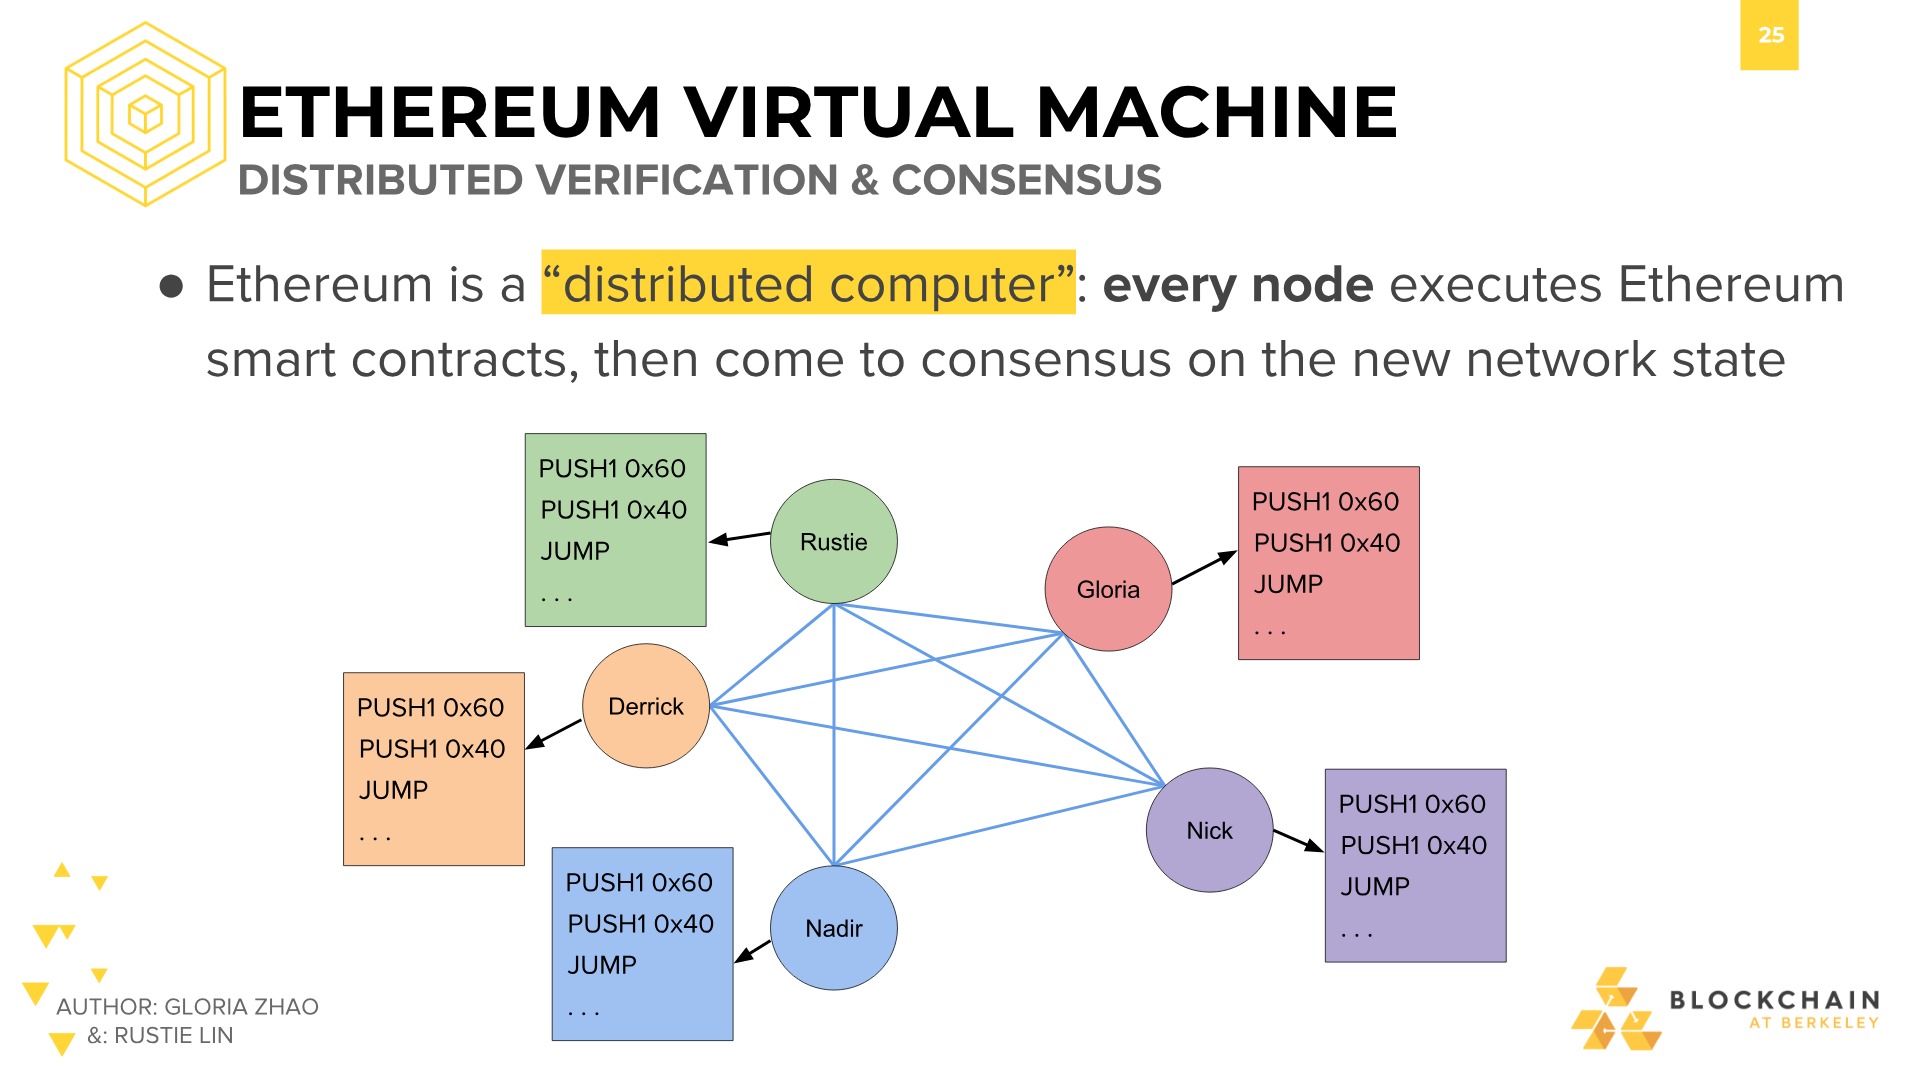 25
ETHEREUM VIRTUAL MACHINE
DISTRIBUTED VERIFICATION & CONSENSUS
● Ethereum is a “distributed computer”: every node executes Ethereum
smart contracts, then come to consensus on the new network state
PUSH1 0x60
PUSH1 0x40
JUMP
. . .
Rustie
Gloria
PUSH1 0x60
PUSH1 0x40
JUMP
. . .
PUSH1 0x60
PUSH1 0x40
JUMP
. . .
Derrick
PUSH1 0x60
PUSH1 0x40
JUMP
. . .
Nadir
Nick
PUSH1 0x60
PUSH1 0x40
JUMP
. . .
AUTHOR: GLORIA ZHAO
&: RUSTIE LIN
BLOCKCHAIN
AT BERKELEY